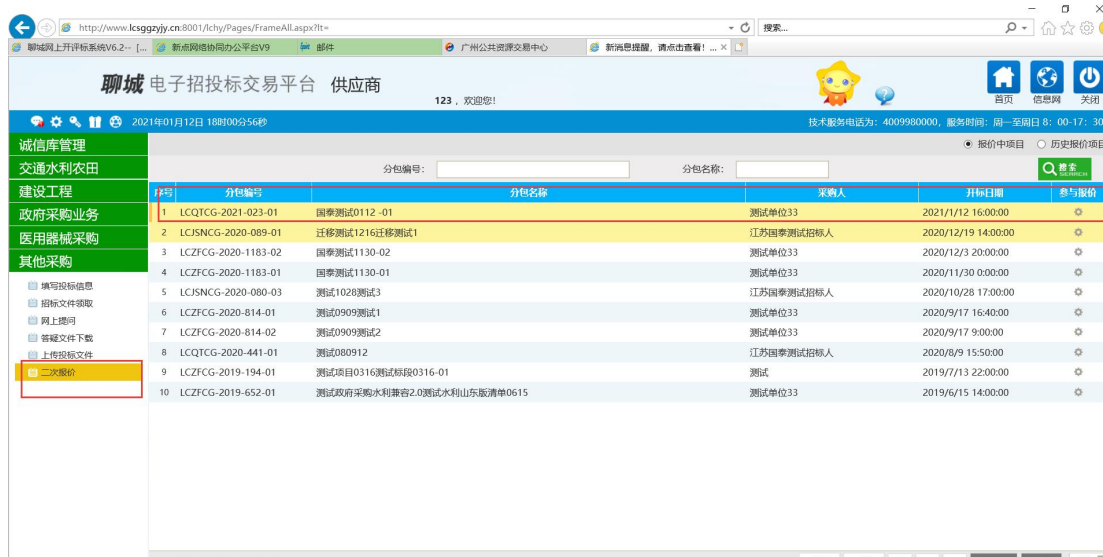 http://www.lcsggzyjy.cn:8001/lchy/Pages/FrameAll.aspx?lt=
搜索...
聊城网上开评标系统V6.2-- [...
新点网络协同办公平台V9
邮件
广州公共资源交易中心
新消息提醒，请点击查看! ...
聊城 电子招投标交易平台 供应商
123 ，欢迎您!
首页 信息网 关闭
2021年01月12日 18时00分56秒
技术服务电话为：4009980000，服务时间：周一至周日 8：00-17：30
诚信库管理
交通水利农田
建设工程
政府采购业务
医用器械采购
其他采购
填写投标信息
招标文件领取
网上提问
答疑文件下载
上传投标文件
二次报价
报价中项目 历史报价项目
分包编号： 分包名称： 搜索 SEARCH
序号 分包编号 分包名称 采购人 开标日期 参与报价
1 LCQTCG-2021-023-01 国泰测试0112 -01 测试单位33 2021/1/12 16:00:00
2 LCJSNCG-2020-089-01 迁移测试1216迁移测试1 江苏国泰测试招标人 2020/12/19 14:00:00
3 LCZFCG-2020-1183-02 国泰测试1130-02 测试单位33 2020/12/3 20:00:00
4 LCZFCG-2020-1183-01 国泰测试1130-01 测试单位33 2020/11/30 0:00:00
5 LCJSNCG-2020-080-03 测试1028测试3 江苏国泰测试招标人 2020/10/28 17:00:00
6 LCZFCG-2020-814-01 测试0909测试1 测试单位33 2020/9/17 16:40:00
7 LCZFCG-2020-814-02 测试0909测试2 测试单位33 2020/9/17 9:00:00
8 LCQTCG-2020-441-01 测试080912 江苏国泰测试招标人 2020/8/9 15:50:00
9 LCZFCG-2019-194-01 测试项目0316测试标段0316-01 测试 2019/7/13 22:00:00
10 LCZFCG-2019-652-01 测试政府采购水利兼容2.0测试水利山东版清单0615 测试单位33 2019/6/15 14:00:00